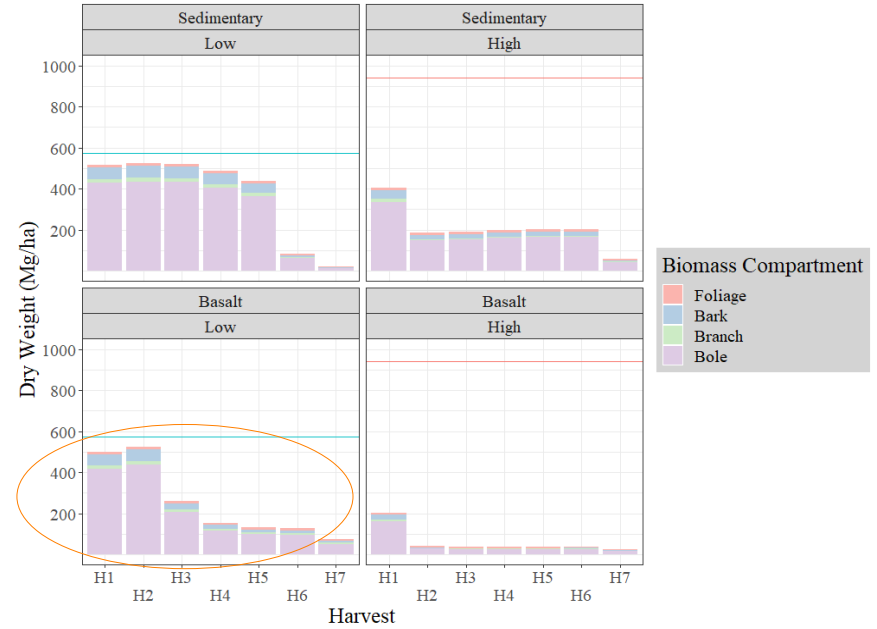 Sedimentary
Sedimentary
Low
High
1000
800
600
400
200
Basalt
Basalt
Low
High
1000
800
600
400
200
Dry Weight (Mg/ha)
H1
H2
H3
H4
H5
H6
H7
H1
H2
H3
H4
H5
H6
H7
Harvest
Biomass Compartment
Foliage
Bark
Branch
Bole